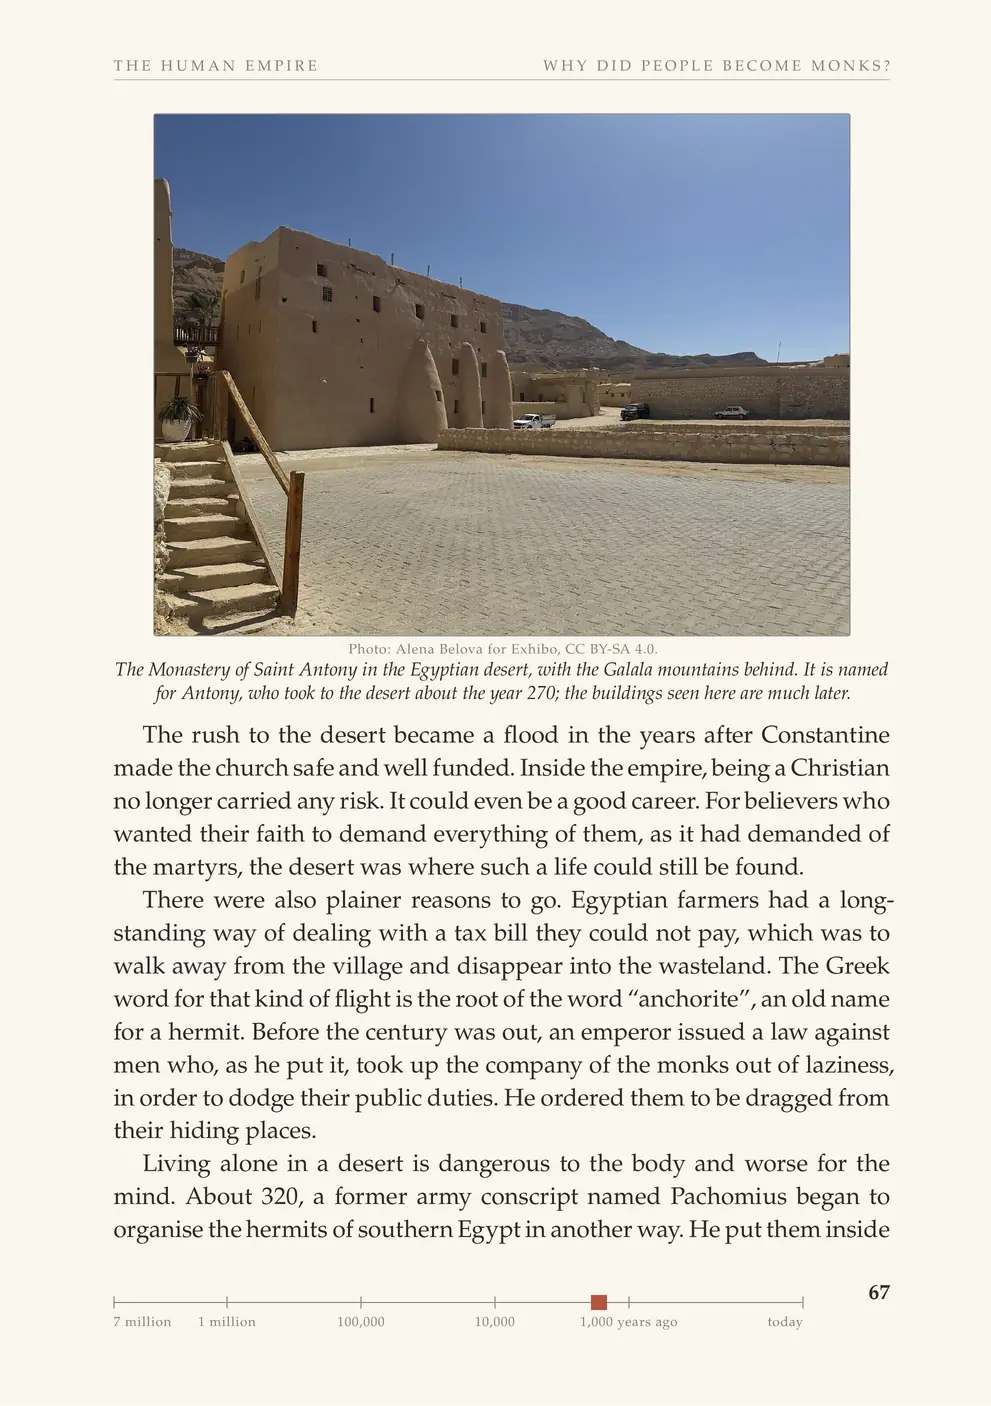 THE HUMAN EMPIRE
WHY DID PEOPLE BECOME MONKS?
Photo: Alena Belova for Exhibo, CC BY-SA 4.0.
The Monastery of Saint Antony in the Egyptian desert, with the Galala mountains behind. It is named
for Antony, who took to the desert about the year 270; the buildings seen here are much later.
The rush to the desert became a flood in the years after Constantine
made the church safe and well funded. Inside the empire, being a Christian
no longer carried any risk. It could even be a good career. For believers who
wanted their faith to demand everything of them, as it had demanded of
the martyrs, the desert was where such a life could still be found.
There were also plainer reasons to go. Egyptian farmers had a long-
standing way of dealing with a tax bill they could not pay, which was to
walk away from the village and disappear into the wasteland. The Greek
word for that kind of flight is the root of the word “anchorite”, an old name
for a hermit. Before the century was out, an emperor issued a law against
men who, as he put it, took up the company of the monks out of laziness,
in order to dodge their public duties. He ordered them to be dragged from
their hiding places.
Living alone in a desert is dangerous to the body and worse for the
mind. About 320, a former army conscript named Pachomius began to
organise the hermits of southern Egypt in another way. He put them inside
67
7 million 1 million 100,000 10,000 1,000 years ago today